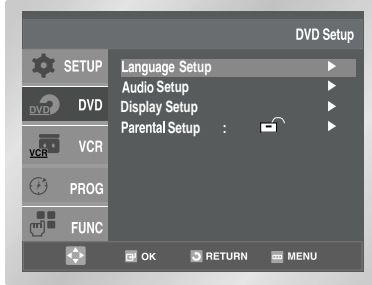 DVD Setup
SETUP
DVD DVD
VCR VCR
PROG
FUNC
Language Setup
Audio Setup
Display Setup
Parental Setup :
OK RETURN MENU